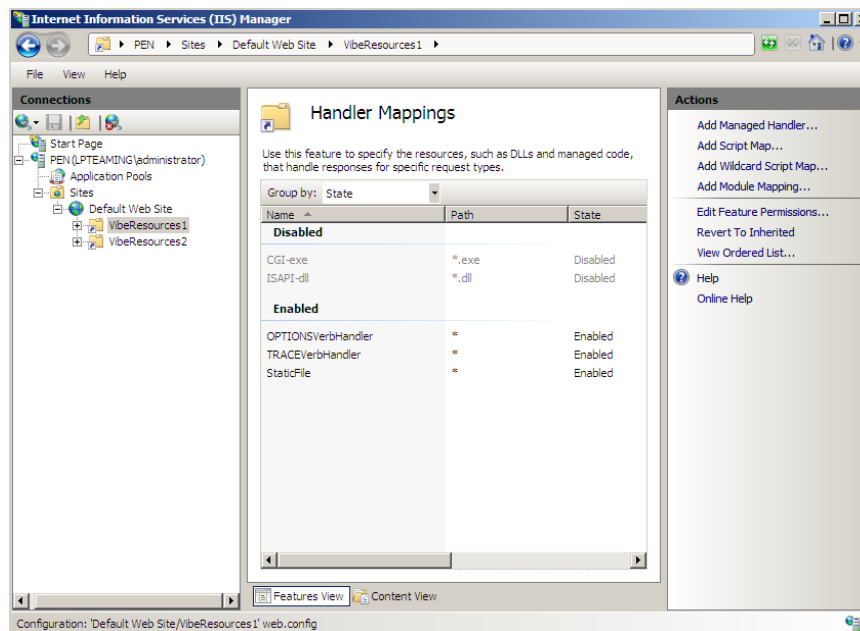 Internet Information Services (IIS) Manager
PEN Sites Default Web Site VibeResources1
File View Help
Connections
Start Page
PEN (LPTEAMING\administrator)
Application Pools
Sites
Default Web Site
VibeResources1
VibeResources2
Handler Mappings
Use this feature to specify the resources, such as DLLs and managed code,
that handle responses for specific request types.
Group by: State
Name Path State
Disabled
CGI-exe *.exe Disabled
ISAPI-dll *.dll Disabled
Enabled
OPTIONSVerbHandler * Enabled
TRACEVerbHandler * Enabled
StaticFile * Enabled
Features View Content View
Actions
Add Managed Handler...
Add Script Map...
Add Wildcard Script Map...
Add Module Mapping...
Edit Feature Permissions...
Revert To Inherited
View Ordered List...
Help
Online Help
Configuration: 'Default Web Site/VibeResources1' web.config